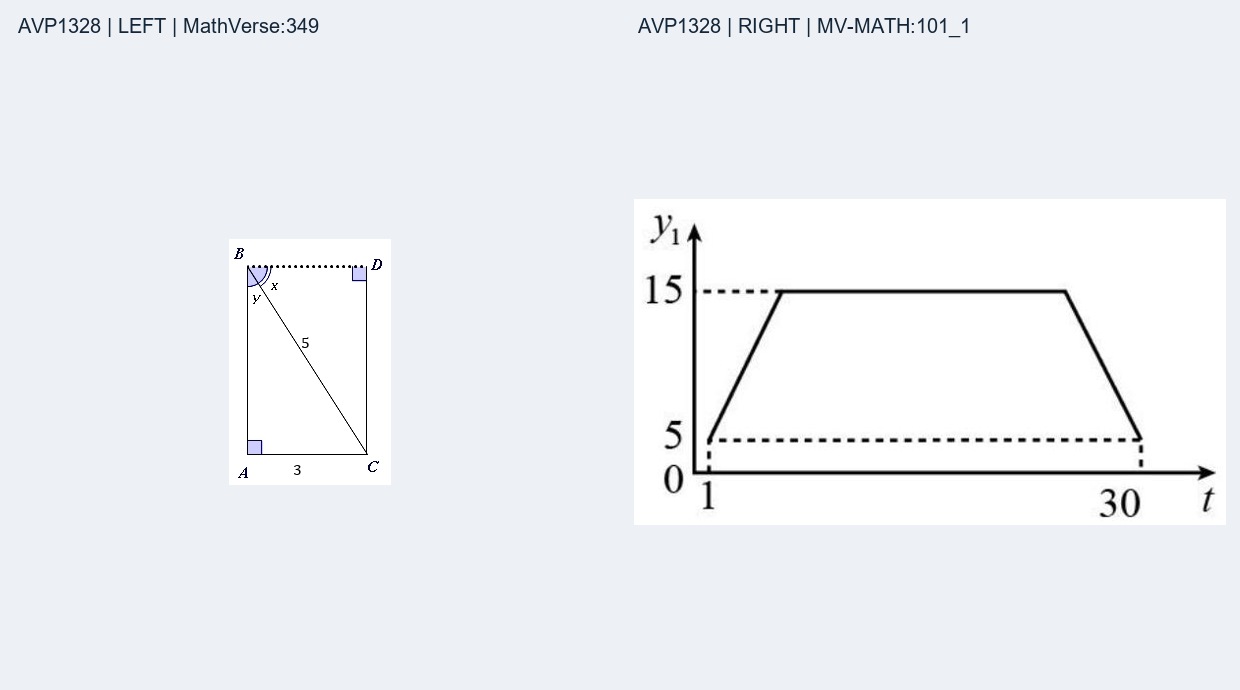 AVP1328 | LEFT | MathVerse:349
B
D
x
y
5
A
3
C
AVP1328 | RIGHT | MV-MATH:101_1
y₁
15
5
0
1
30
t